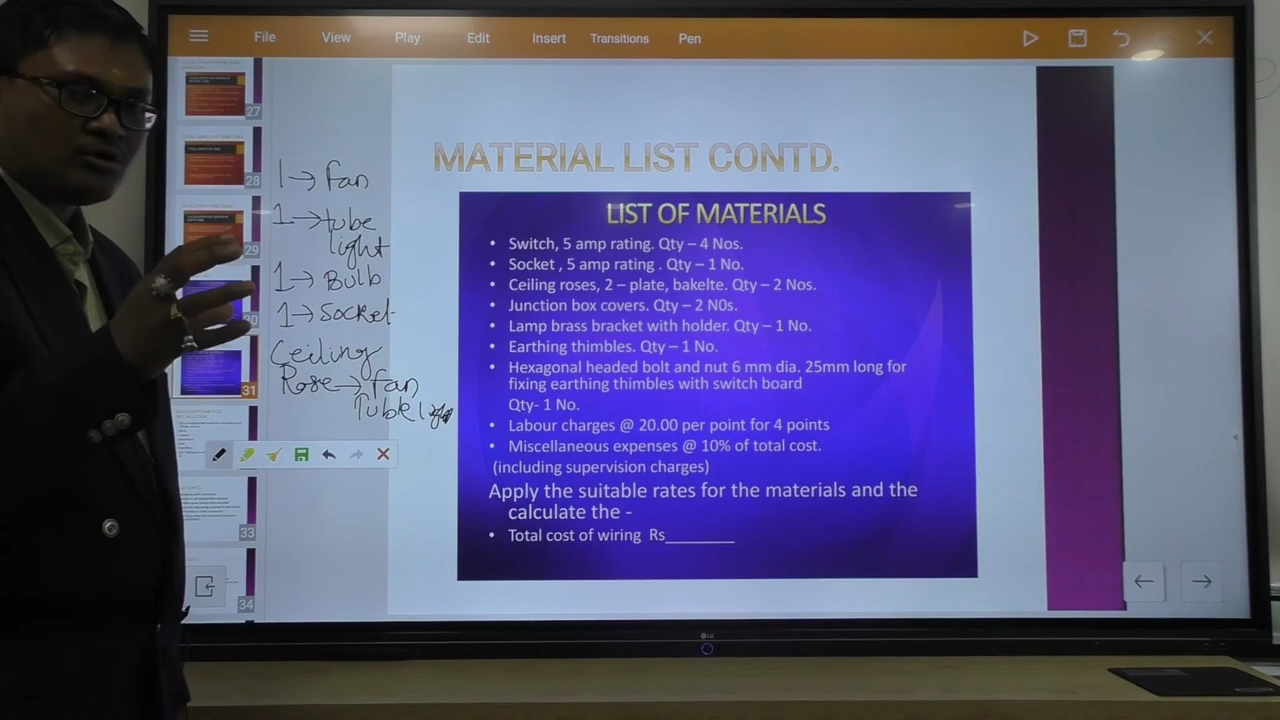 File View Play Edit Insert Transitions Pen
27
28
29
30
31
33
34
1 → fan
1 → tube
light
1 → Bulb
1 → Socket
Ceiling
Rose → fan
Tube light
MATERIAL LIST CONTD.
LIST OF MATERIALS
• Switch, 5 amp rating. Qty – 4 Nos.
• Socket , 5 amp rating . Qty – 1 No.
• Ceiling roses, 2 – plate, bakelte. Qty – 2 Nos.
• Junction box covers. Qty – 2 N0s.
• Lamp brass bracket with holder. Qty – 1 No.
• Earthing thimbles. Qty – 1 No.
• Hexagonal headed bolt and nut 6 mm dia. 25mm long for
fixing earthing thimbles with switch board
Qty- 1 No.
• Labour charges @ 20.00 per point for 4 points
• Miscellaneous expenses @ 10% of total cost.
(including supervision charges)
Apply the suitable rates for the materials and the
calculate the -
• Total cost of wiring Rs________
LG